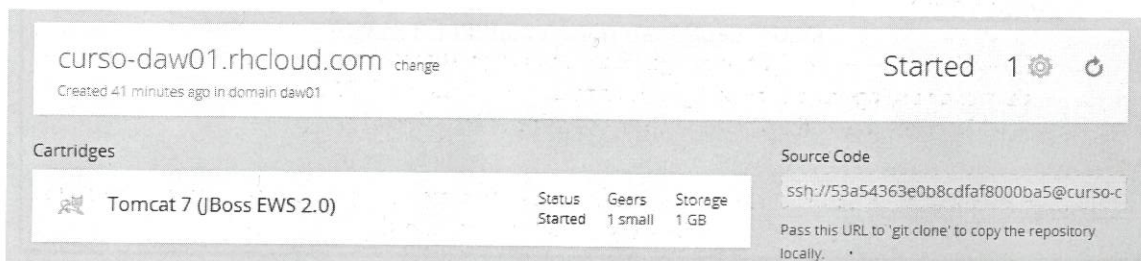 curso-daw01.rhcloud.com change
Started 1
Created 41 minutes ago in domain daw01
Cartridges
Tomcat 7 (JBoss EWS 2.0)
Status Gears Storage
Started 1 small 1 GB
Source Code
ssh://53a54363e0b8cdfaf8000ba5@curso-c
Pass this URL to 'git clone' to copy the repository
locally.